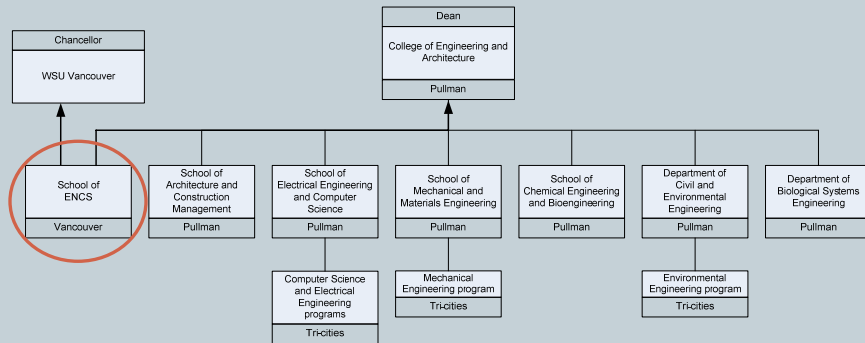 Dean
College of Engineering and
Architecture
Pullman
Chancellor
WSU Vancouver
School of
ENCS
Vancouver
School of
Architecture and
Construction
Management
Pullman
School of
Electrical Engineering
and Computer
Science
Pullman
School of
Mechanical and
Materials Engineering
Pullman
School of
Chemical Engineering
and Bioengineering
Pullman
Department of
Civil and
Environmental
Engineering
Pullman
Department of
Biological Systems
Engineering
Pullman
Computer Science
and Electrical
Engineering
programs
Tri-cities
Mechanical
Engineering program
Tri-cities
Environmental
Engineering program
Tri-cities